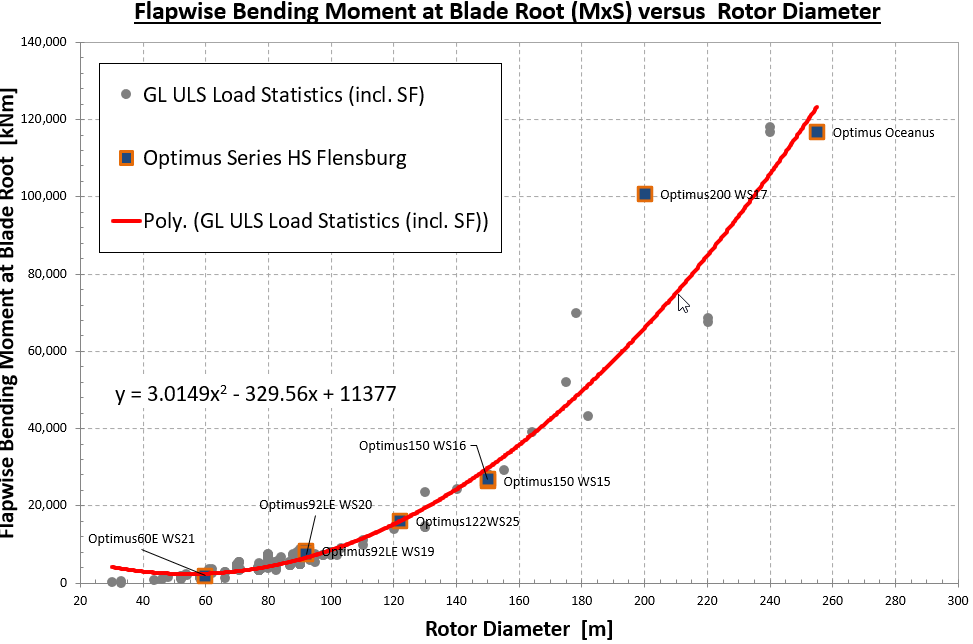 Flapwise Bending Moment at Blade Root (MxS) versus Rotor Diameter
Flapwise Bending Moment at Blade Root [kNm]
140,000
120,000
100,000
80,000
60,000
40,000
20,000
0
GL ULS Load Statistics (incl. SF)
Optimus Series HS Flensburg
Poly. (GL ULS Load Statistics (incl. SF))
Optimus Oceanus
Optimus200 WS17
y = 3.0149x² - 329.56x + 11377
Optimus150 WS16
Optimus150 WS15
Optimus92LE WS20
Optimus122WS25
Optimus60E WS21
Optimus92LE WS19
20 40 60 80 100 120 140 160 180 200 220 240 260 280 300
Rotor Diameter [m]